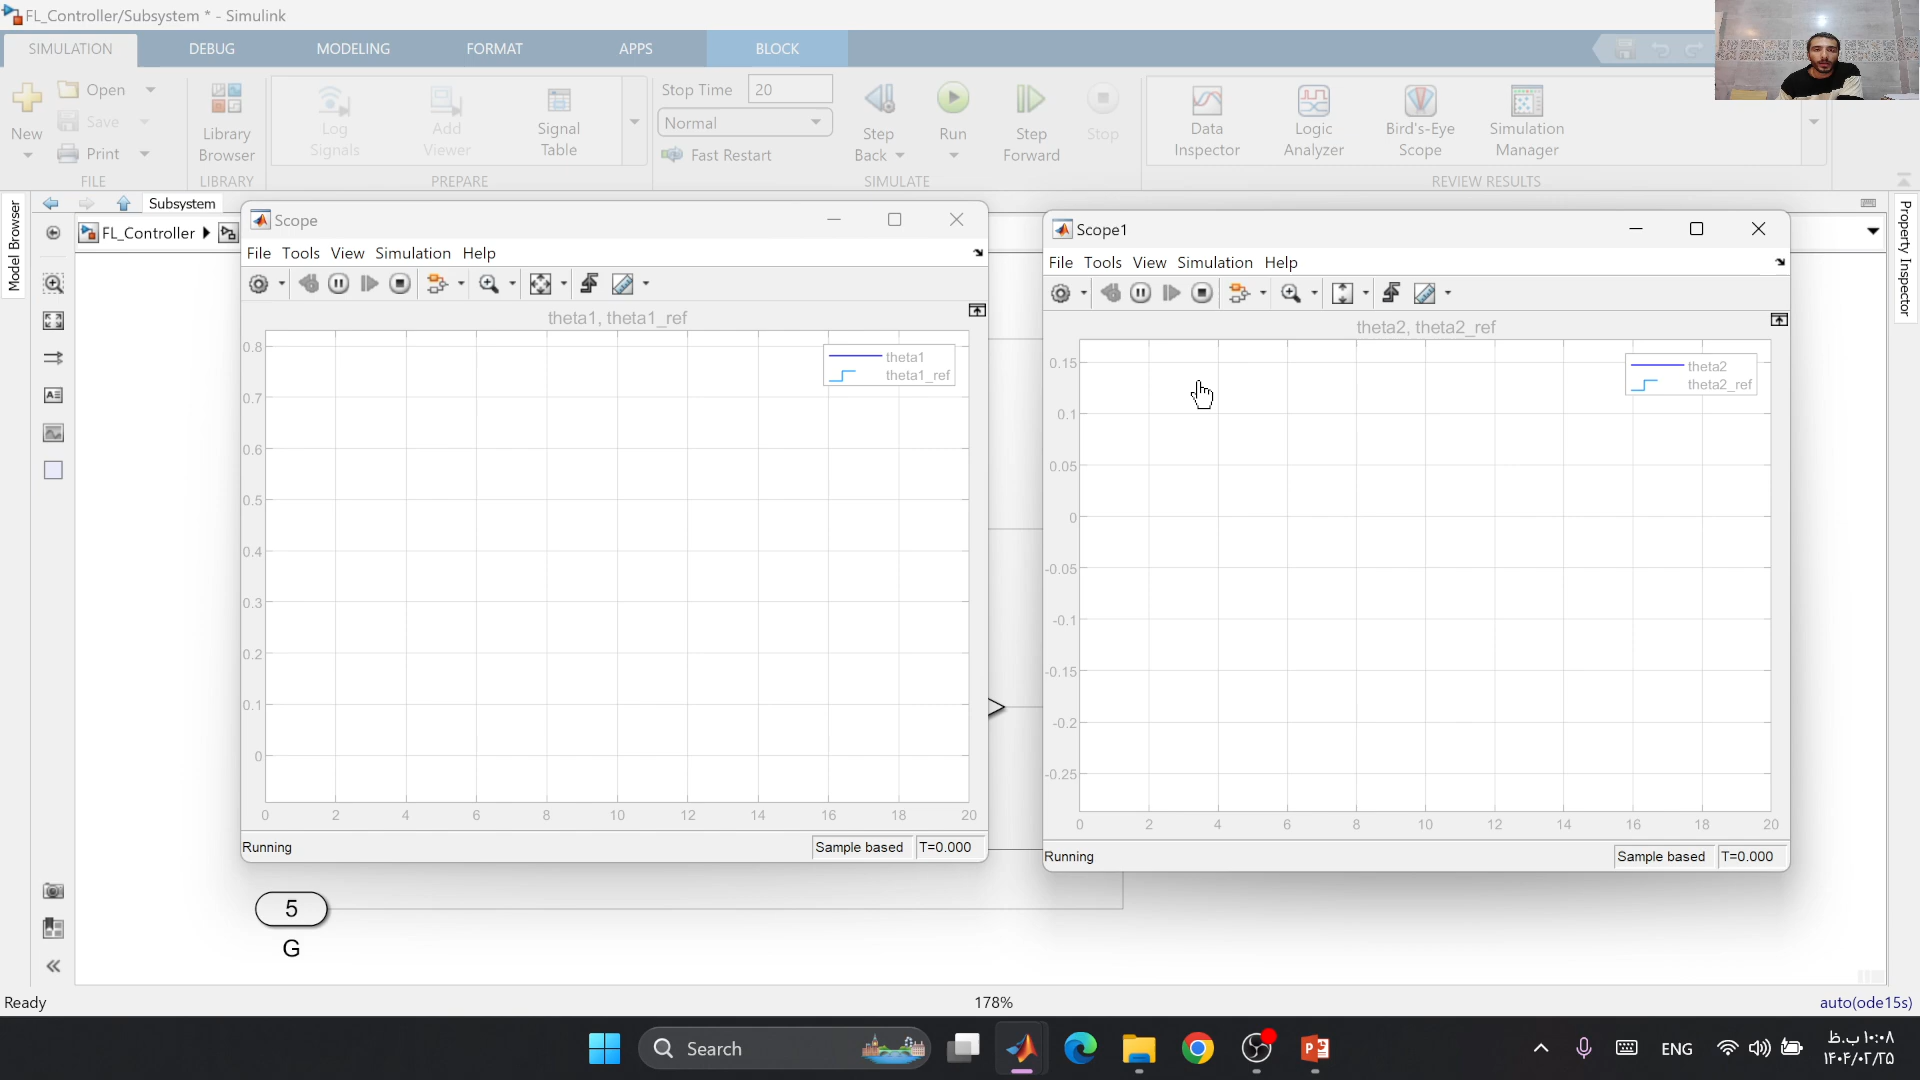 FL_Controller/Subsystem * - Simulink
SIMULATION DEBUG MODELING FORMAT APPS BLOCK
New Open Save Print
FILE
Library Browser
LIBRARY
Log Signals Add Viewer Signal Table
PREPARE
Stop Time 20
Normal
Fast Restart
Step Back Run Step Forward Stop
SIMULATE
Data Inspector Logic Analyzer Bird's-Eye Scope Simulation Manager
REVIEW RESULTS
Model Browser
Property Inspector
Subsystem
FL_Controller
Scope
File Tools View Simulation Help
theta1, theta1_ref
theta1
theta1_ref
0.8
0.7
0.6
0.5
0.4
0.3
0.2
0.1
0
0 2 4 6 8 10 12 14 16 18 20
Running Sample based T=0.000
Scope1
File Tools View Simulation Help
theta2, theta2_ref
theta2
theta2_ref
0.15
0.1
0.05
0
-0.05
-0.1
-0.15
-0.2
-0.25
0 2 4 6 8 10 12 14 16 18 20
Running Sample based T=0.000
5
G
Ready 178% auto(ode15s)
Search
ENG
۱۰:۰۸ ب.ظ
۱۴۰۴/۰۲/۲۵